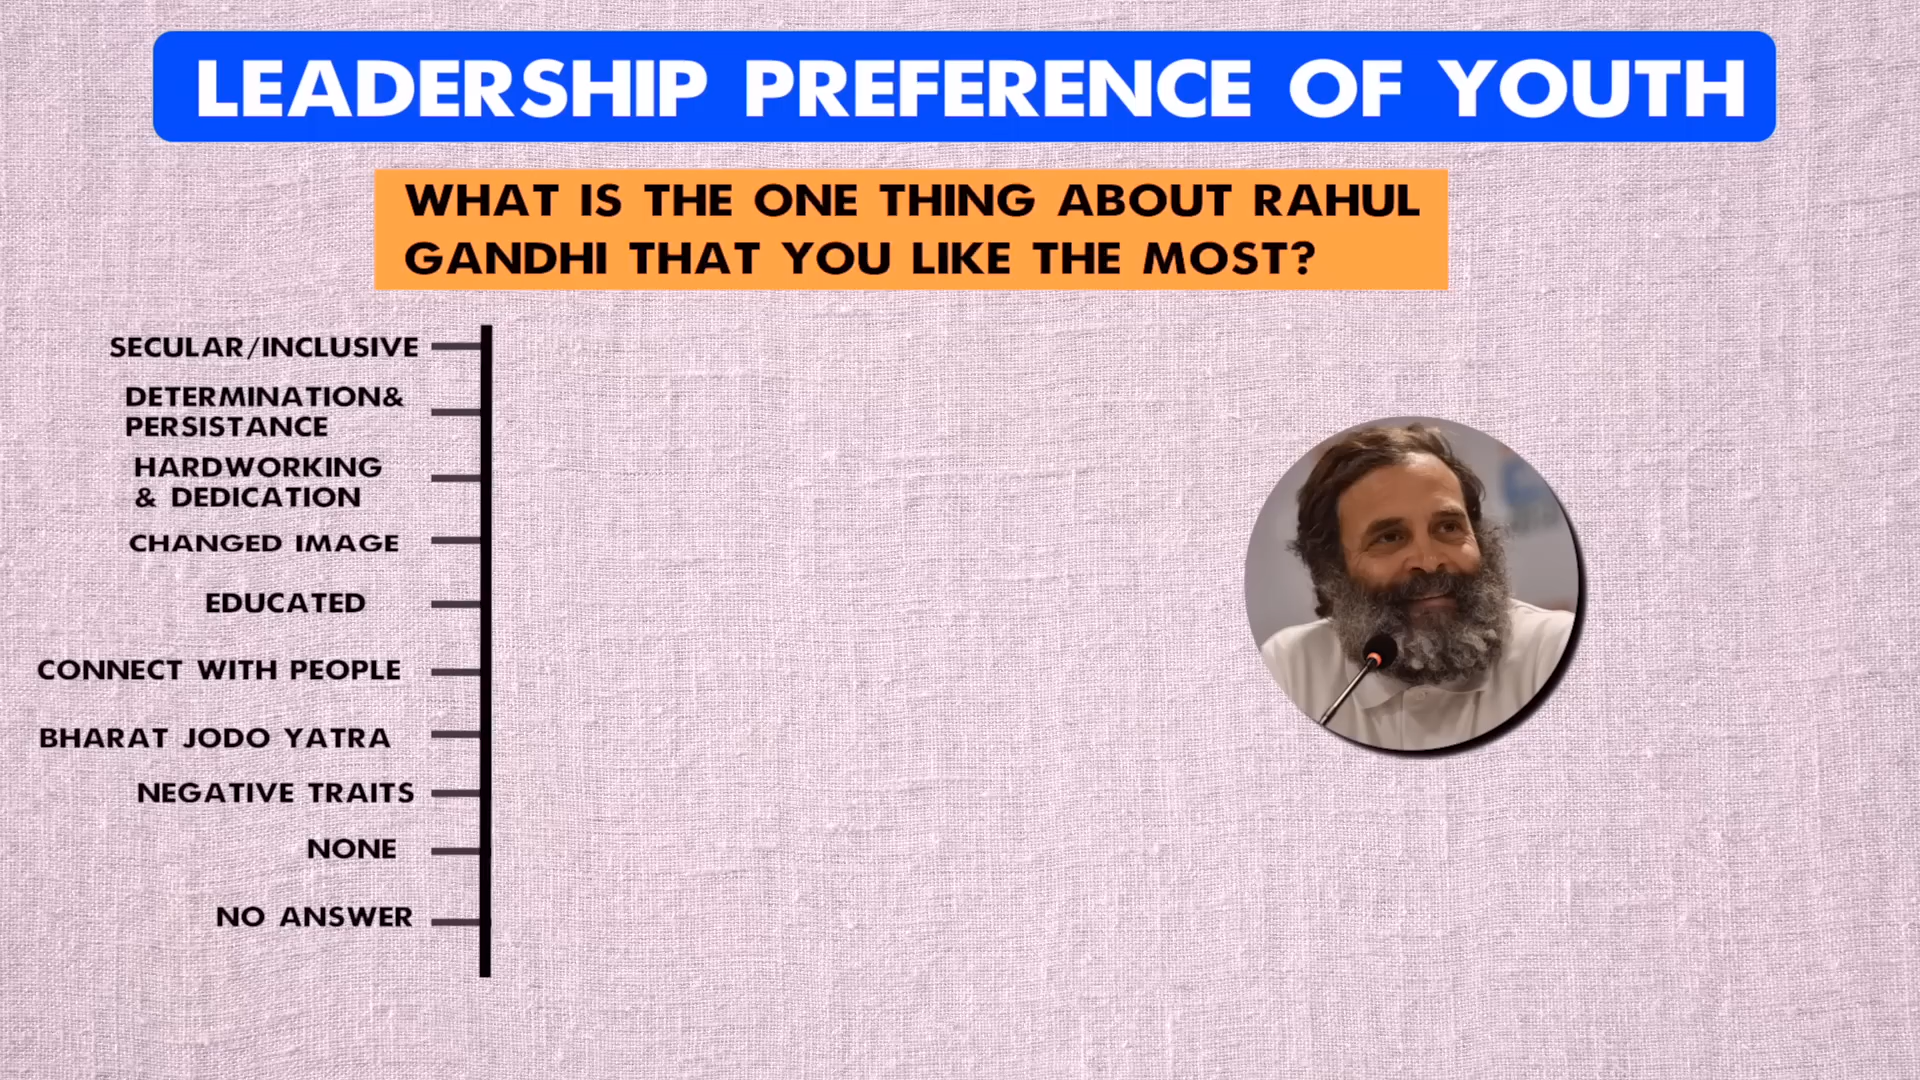 LEADERSHIP PREFERENCE OF YOUTH
WHAT IS THE ONE THING ABOUT RAHUL
GANDHI THAT YOU LIKE THE MOST?
SECULAR/INCLUSIVE
DETERMINATION&
PERSISTANCE
HARDWORKING
& DEDICATION
CHANGED IMAGE
EDUCATED
CONNECT WITH PEOPLE
BHARAT JODO YATRA
NEGATIVE TRAITS
NONE
NO ANSWER